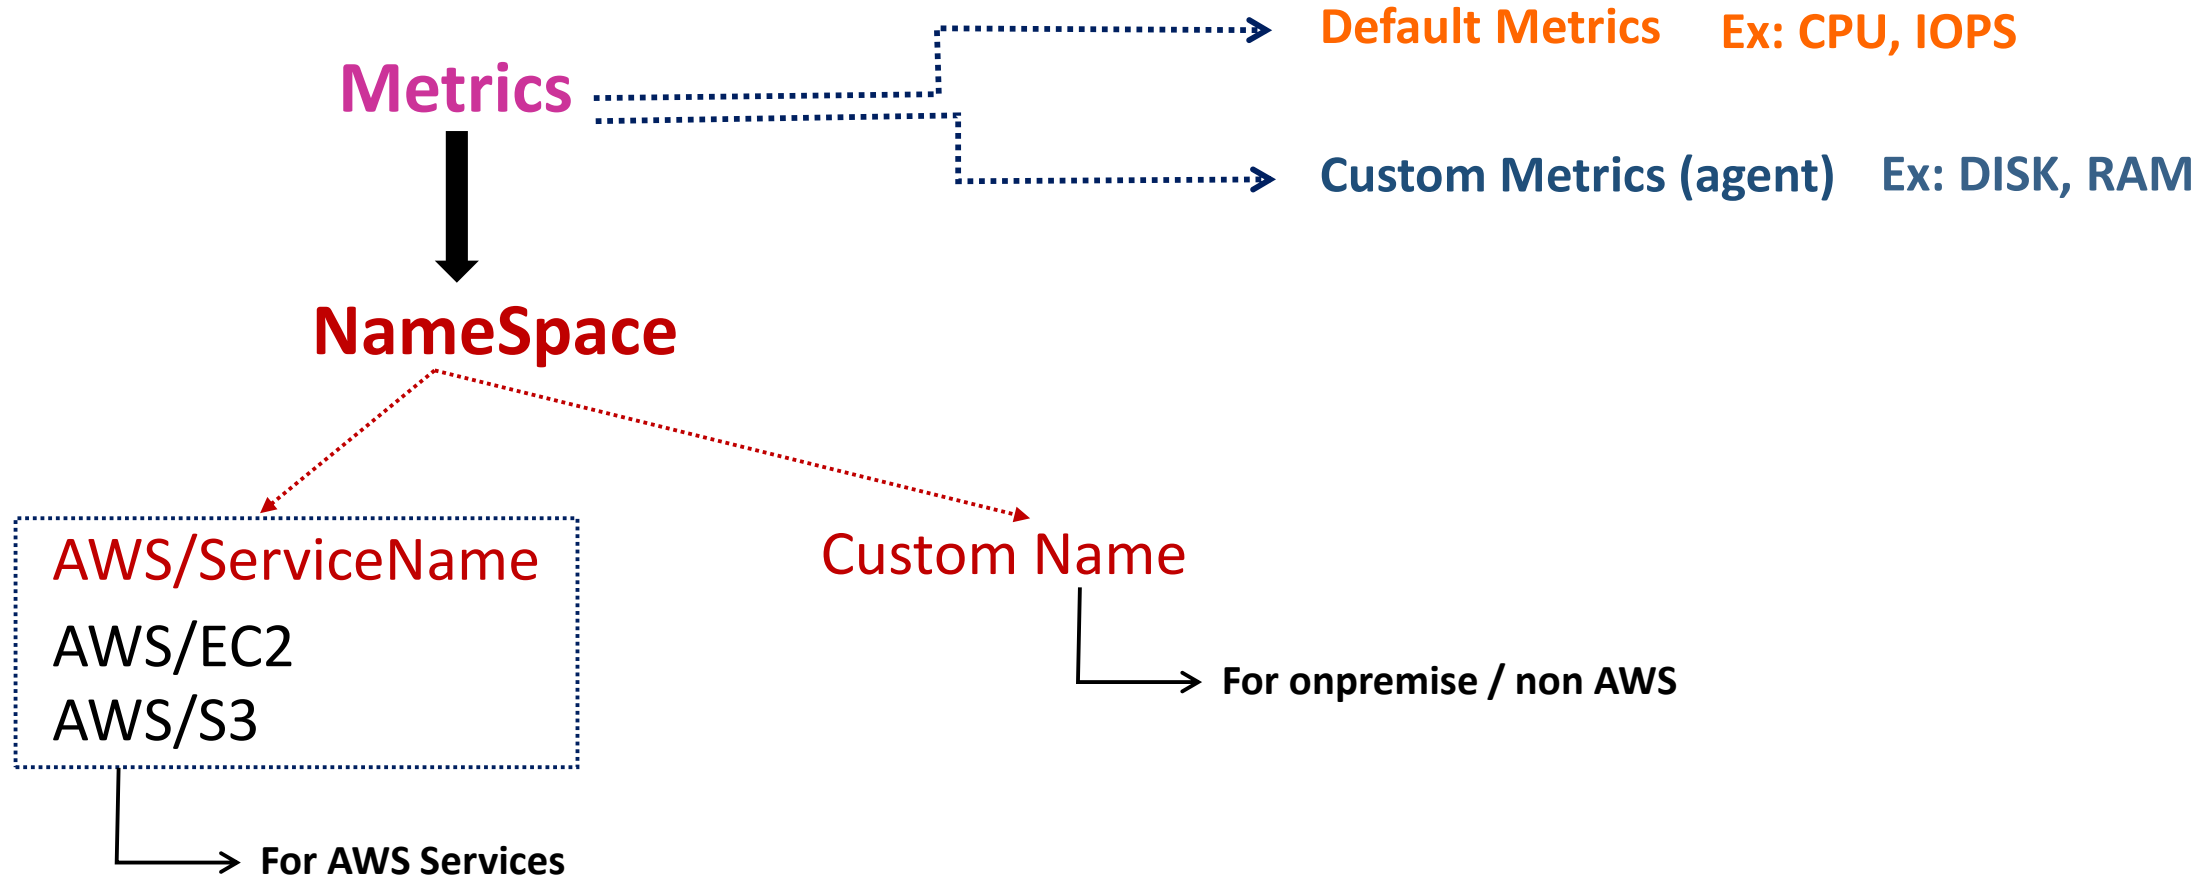 Default Metrics Ex: CPU, IOPS
Metrics
Custom Metrics (agent) Ex: DISK, RAM
NameSpace
AWS/ServiceName
AWS/EC2
AWS/S3
For AWS Services
Custom Name
For onpremise / non AWS